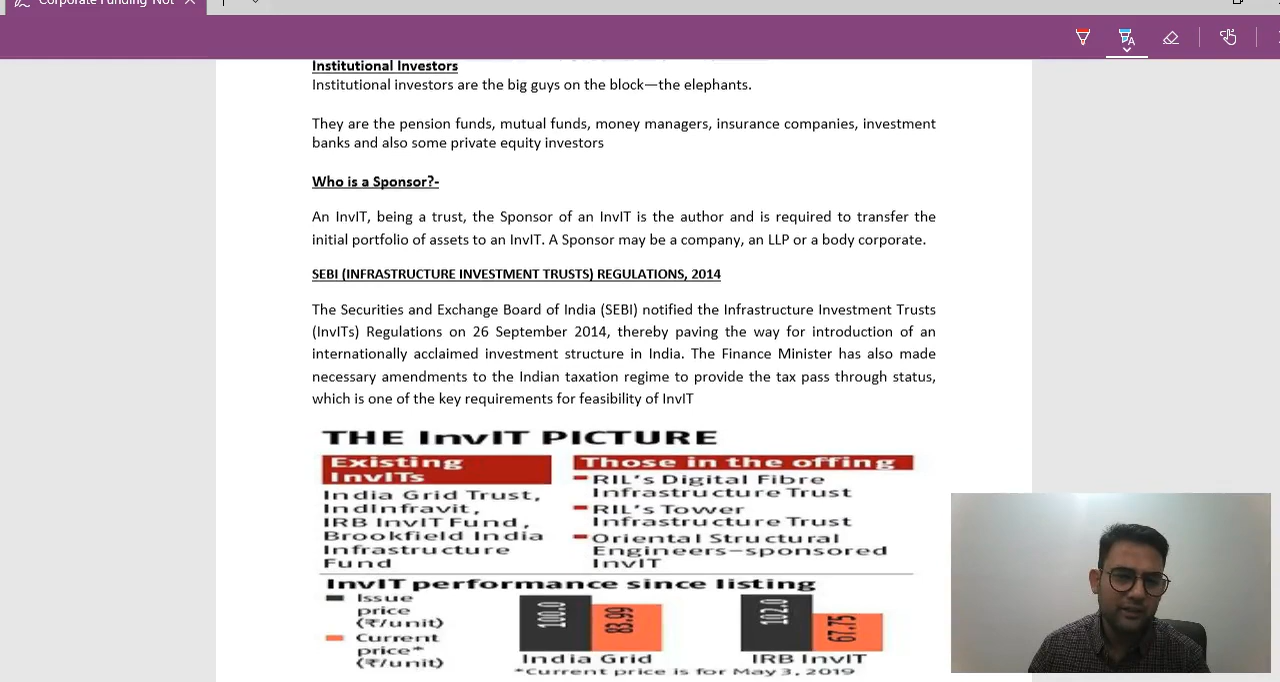 Corporate Funding-Not
Institutional Investors
Institutional investors are the big guys on the block—the elephants.
They are the pension funds, mutual funds, money managers, insurance companies, investment
banks and also some private equity investors
Who is a Sponsor?-
An InvIT, being a trust, the Sponsor of an InvIT is the author and is required to transfer the
initial portfolio of assets to an InvIT. A Sponsor may be a company, an LLP or a body corporate.
SEBI (INFRASTRUCTURE INVESTMENT TRUSTS) REGULATIONS, 2014
The Securities and Exchange Board of India (SEBI) notified the Infrastructure Investment Trusts
(InvITs) Regulations on 26 September 2014, thereby paving the way for introduction of an
internationally acclaimed investment structure in India. The Finance Minister has also made
necessary amendments to the Indian taxation regime to provide the tax pass through status,
which is one of the key requirements for feasibility of InvIT
THE InvIT PICTURE
Existing
InvITs
India Grid Trust,
IndInfravit,
IRB InvIT Fund,
Brookfield India
Infrastructure
Fund
Those in the offing
RIL's Digital Fibre
Infrastructure Trust
RIL's Tower
Infrastructure Trust
Oriental Structural
Engineers-sponsored
InvIT
InvIT performance since listing
Issue
price
(₹/unit)
Current
price*
(₹/unit)
100.0
83.99
India Grid
102.0
67.75
IRB InvIT
*Current price is for May 3, 2019